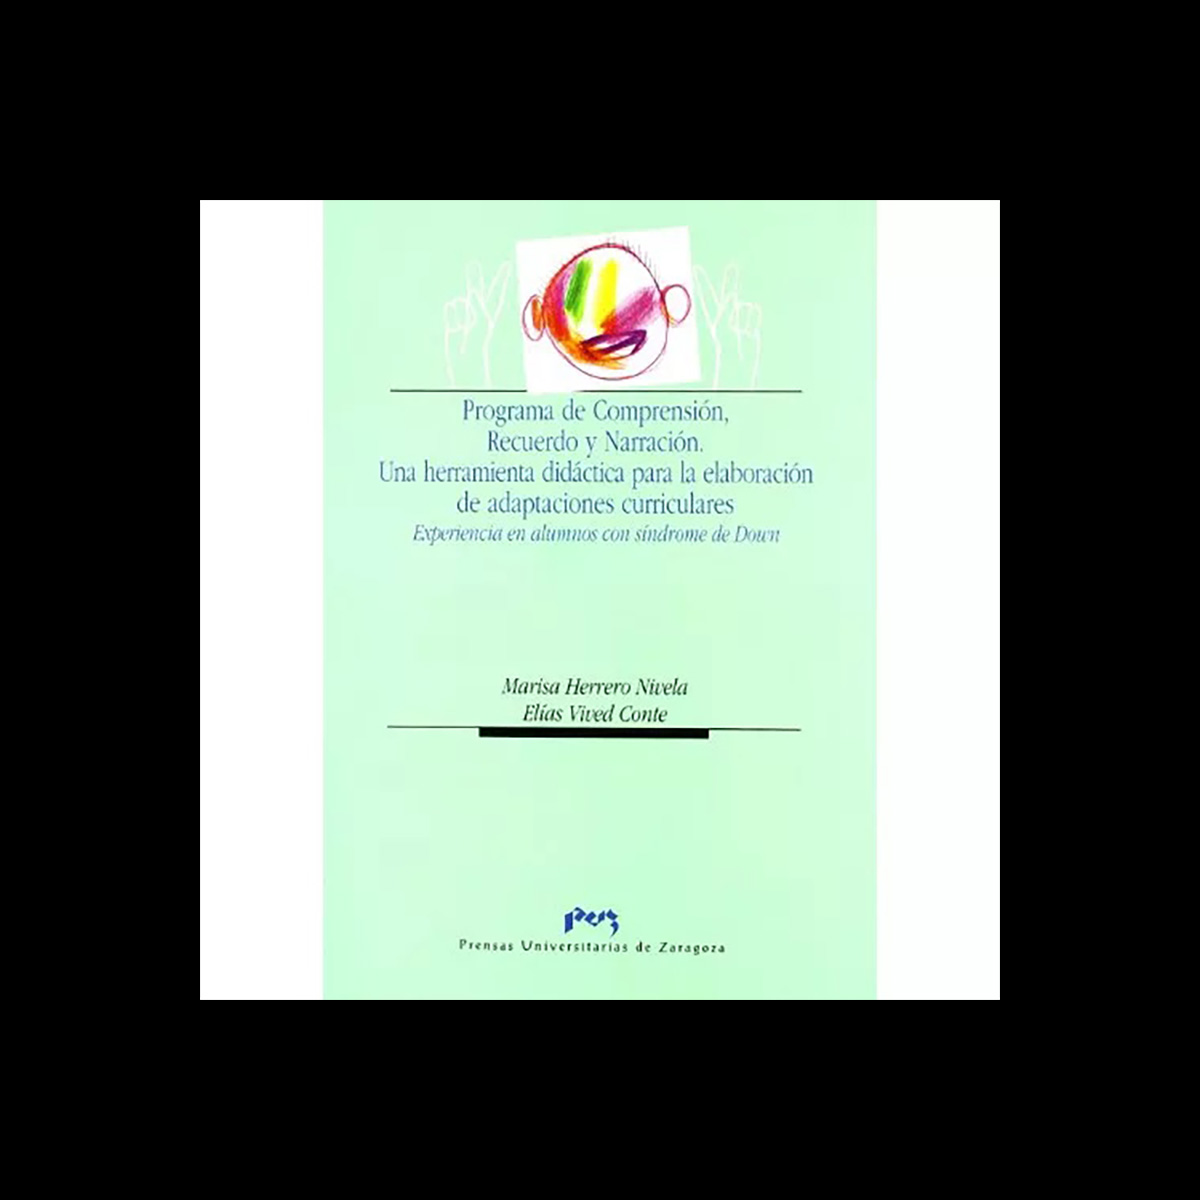 Programa de Comprensión,
Recuerdo y Narración.
Una herramienta didáctica para la elaboración
de adaptaciones curriculares
Experiencia en alumnos con síndrome de Down
Marisa Herrero Nivela
Elías Vived Conte
puz
Prensas Universitarias de Zaragoza